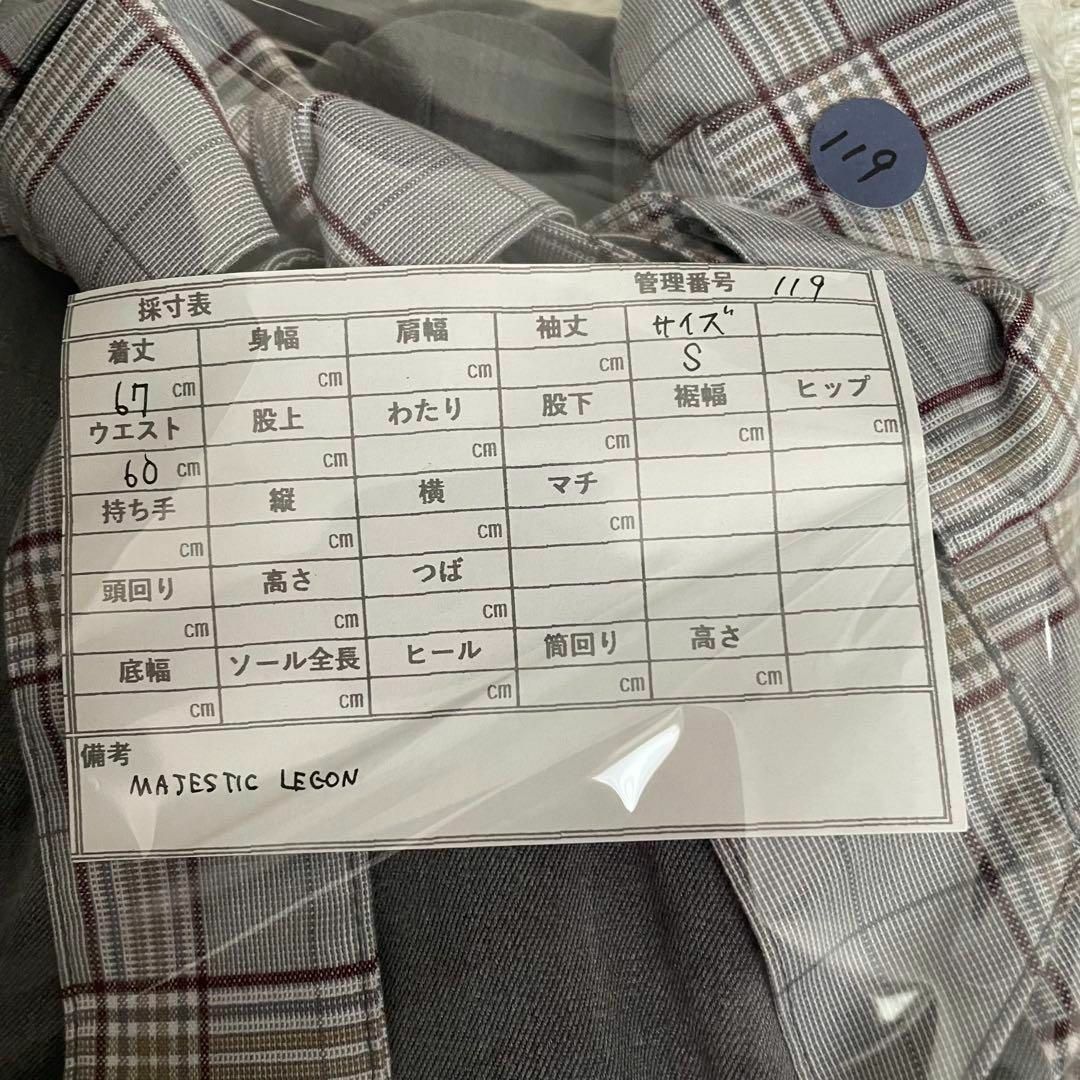 119
採寸表 管理番号 119
着丈 身幅 肩幅 袖丈 サイズ
67 cm cm cm cm S
ウエスト 股上 わたり 股下 裾幅 ヒップ
60 cm cm cm cm cm cm
持ち手 縦 横 マチ
cm cm cm cm
頭回り 高さ つば
cm cm cm
底幅 ソール全長 ヒール 筒回り 高さ
cm cm cm cm cm
備考
MAJESTIC LEGON